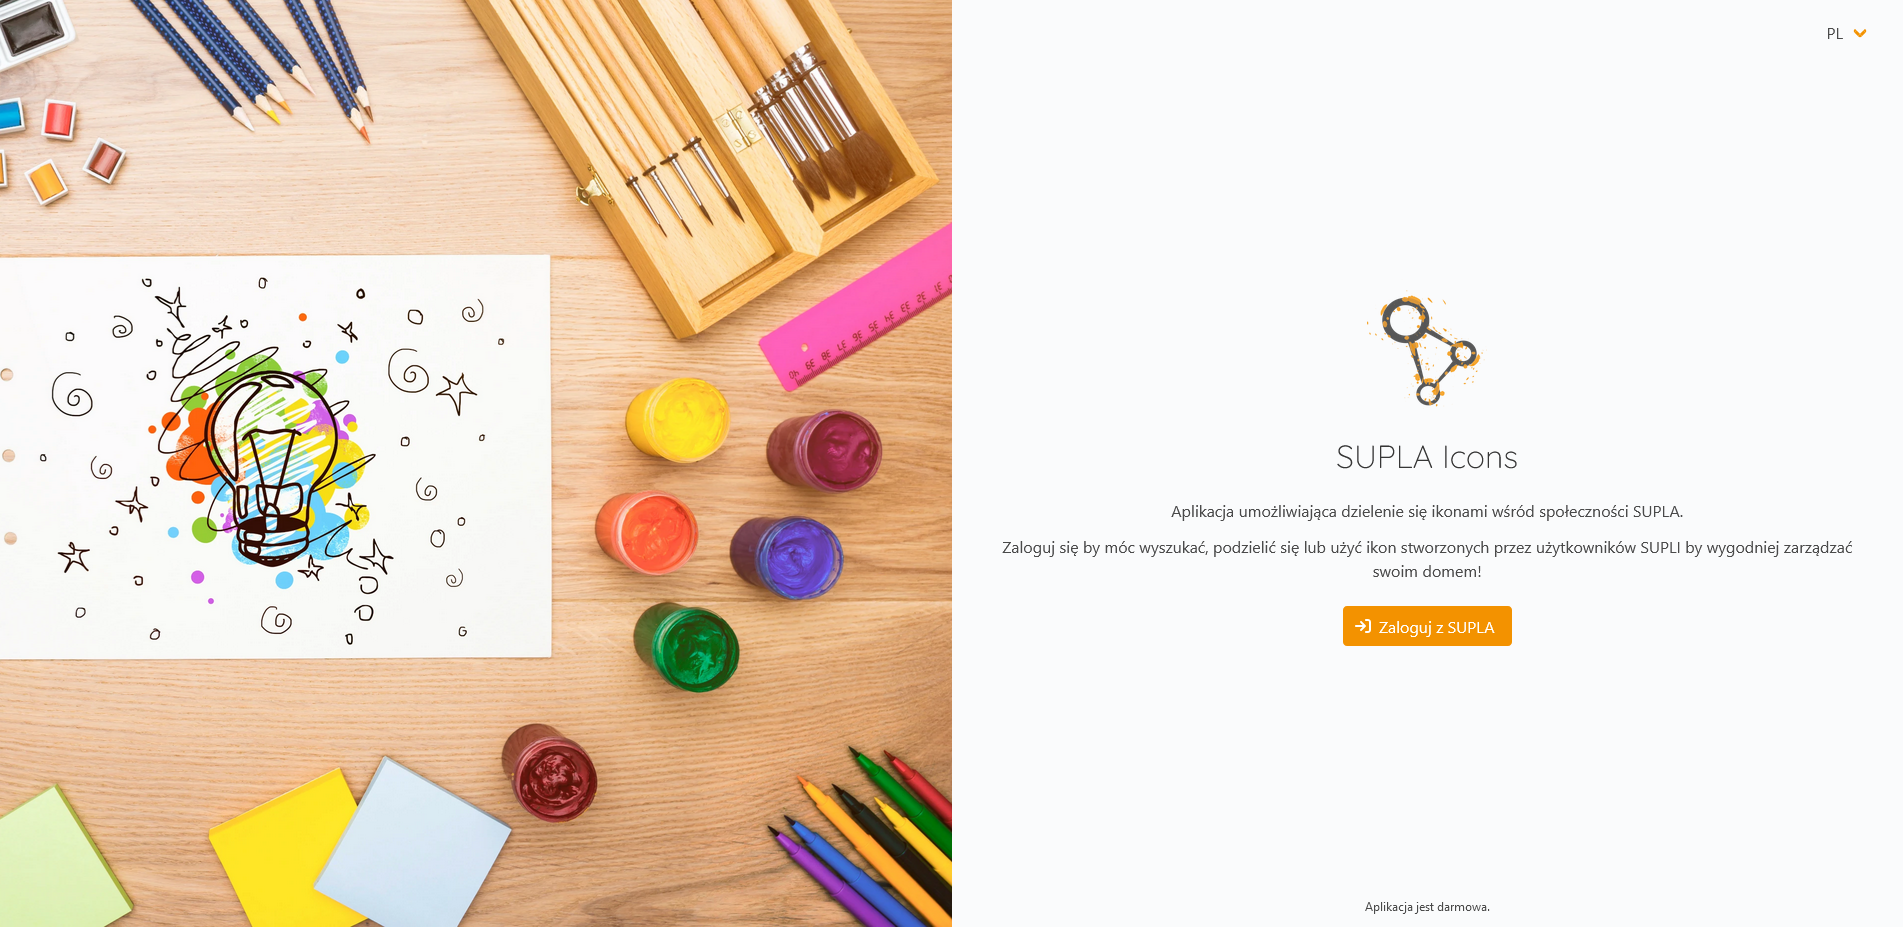 PL
SUPLA Icons
Aplikacja umożliwiająca dzielenie się ikonami wśród społeczności SUPLA.
Zaloguj się by móc wyszukać, podzielić się lub użyć ikon stworzonych przez użytkowników SUPLI by wygodniej zarządzać
swoim domem!
Zaloguj z SUPLA
Aplikacja jest darmowa.